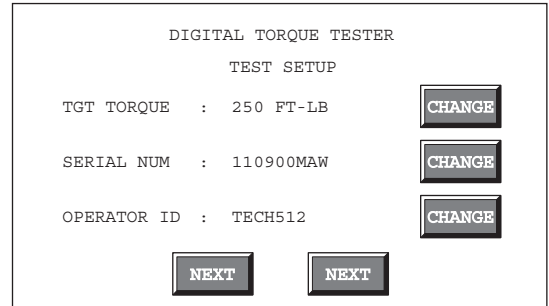 DIGITAL TORQUE TESTER
TEST SETUP
TGT TORQUE : 250 FT-LB CHANGE
SERIAL NUM : 110900MAW CHANGE
OPERATOR ID : TECH512 CHANGE
NEXT NEXT